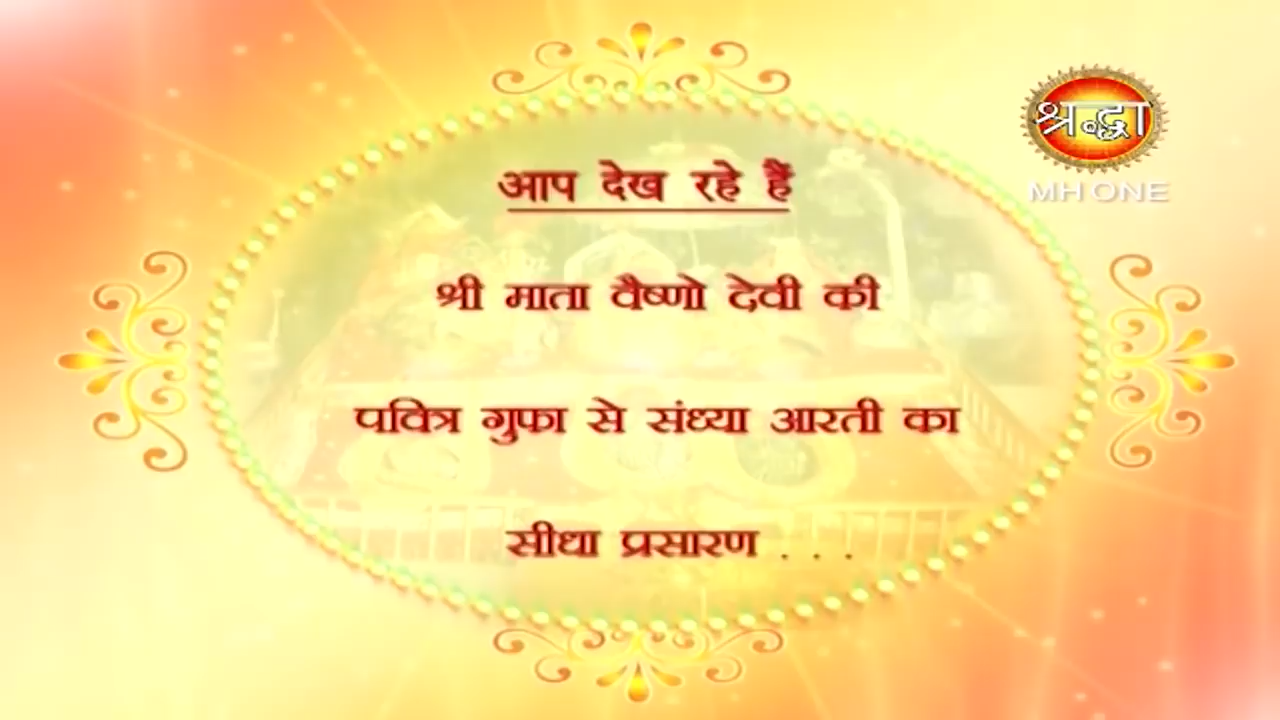 श्रद्धा
MH ONE
आप देख रहे हैं
श्री माता वैष्णो देवी की
पवित्र गुफा से संध्या आरती का
सीधा प्रसारण . . .